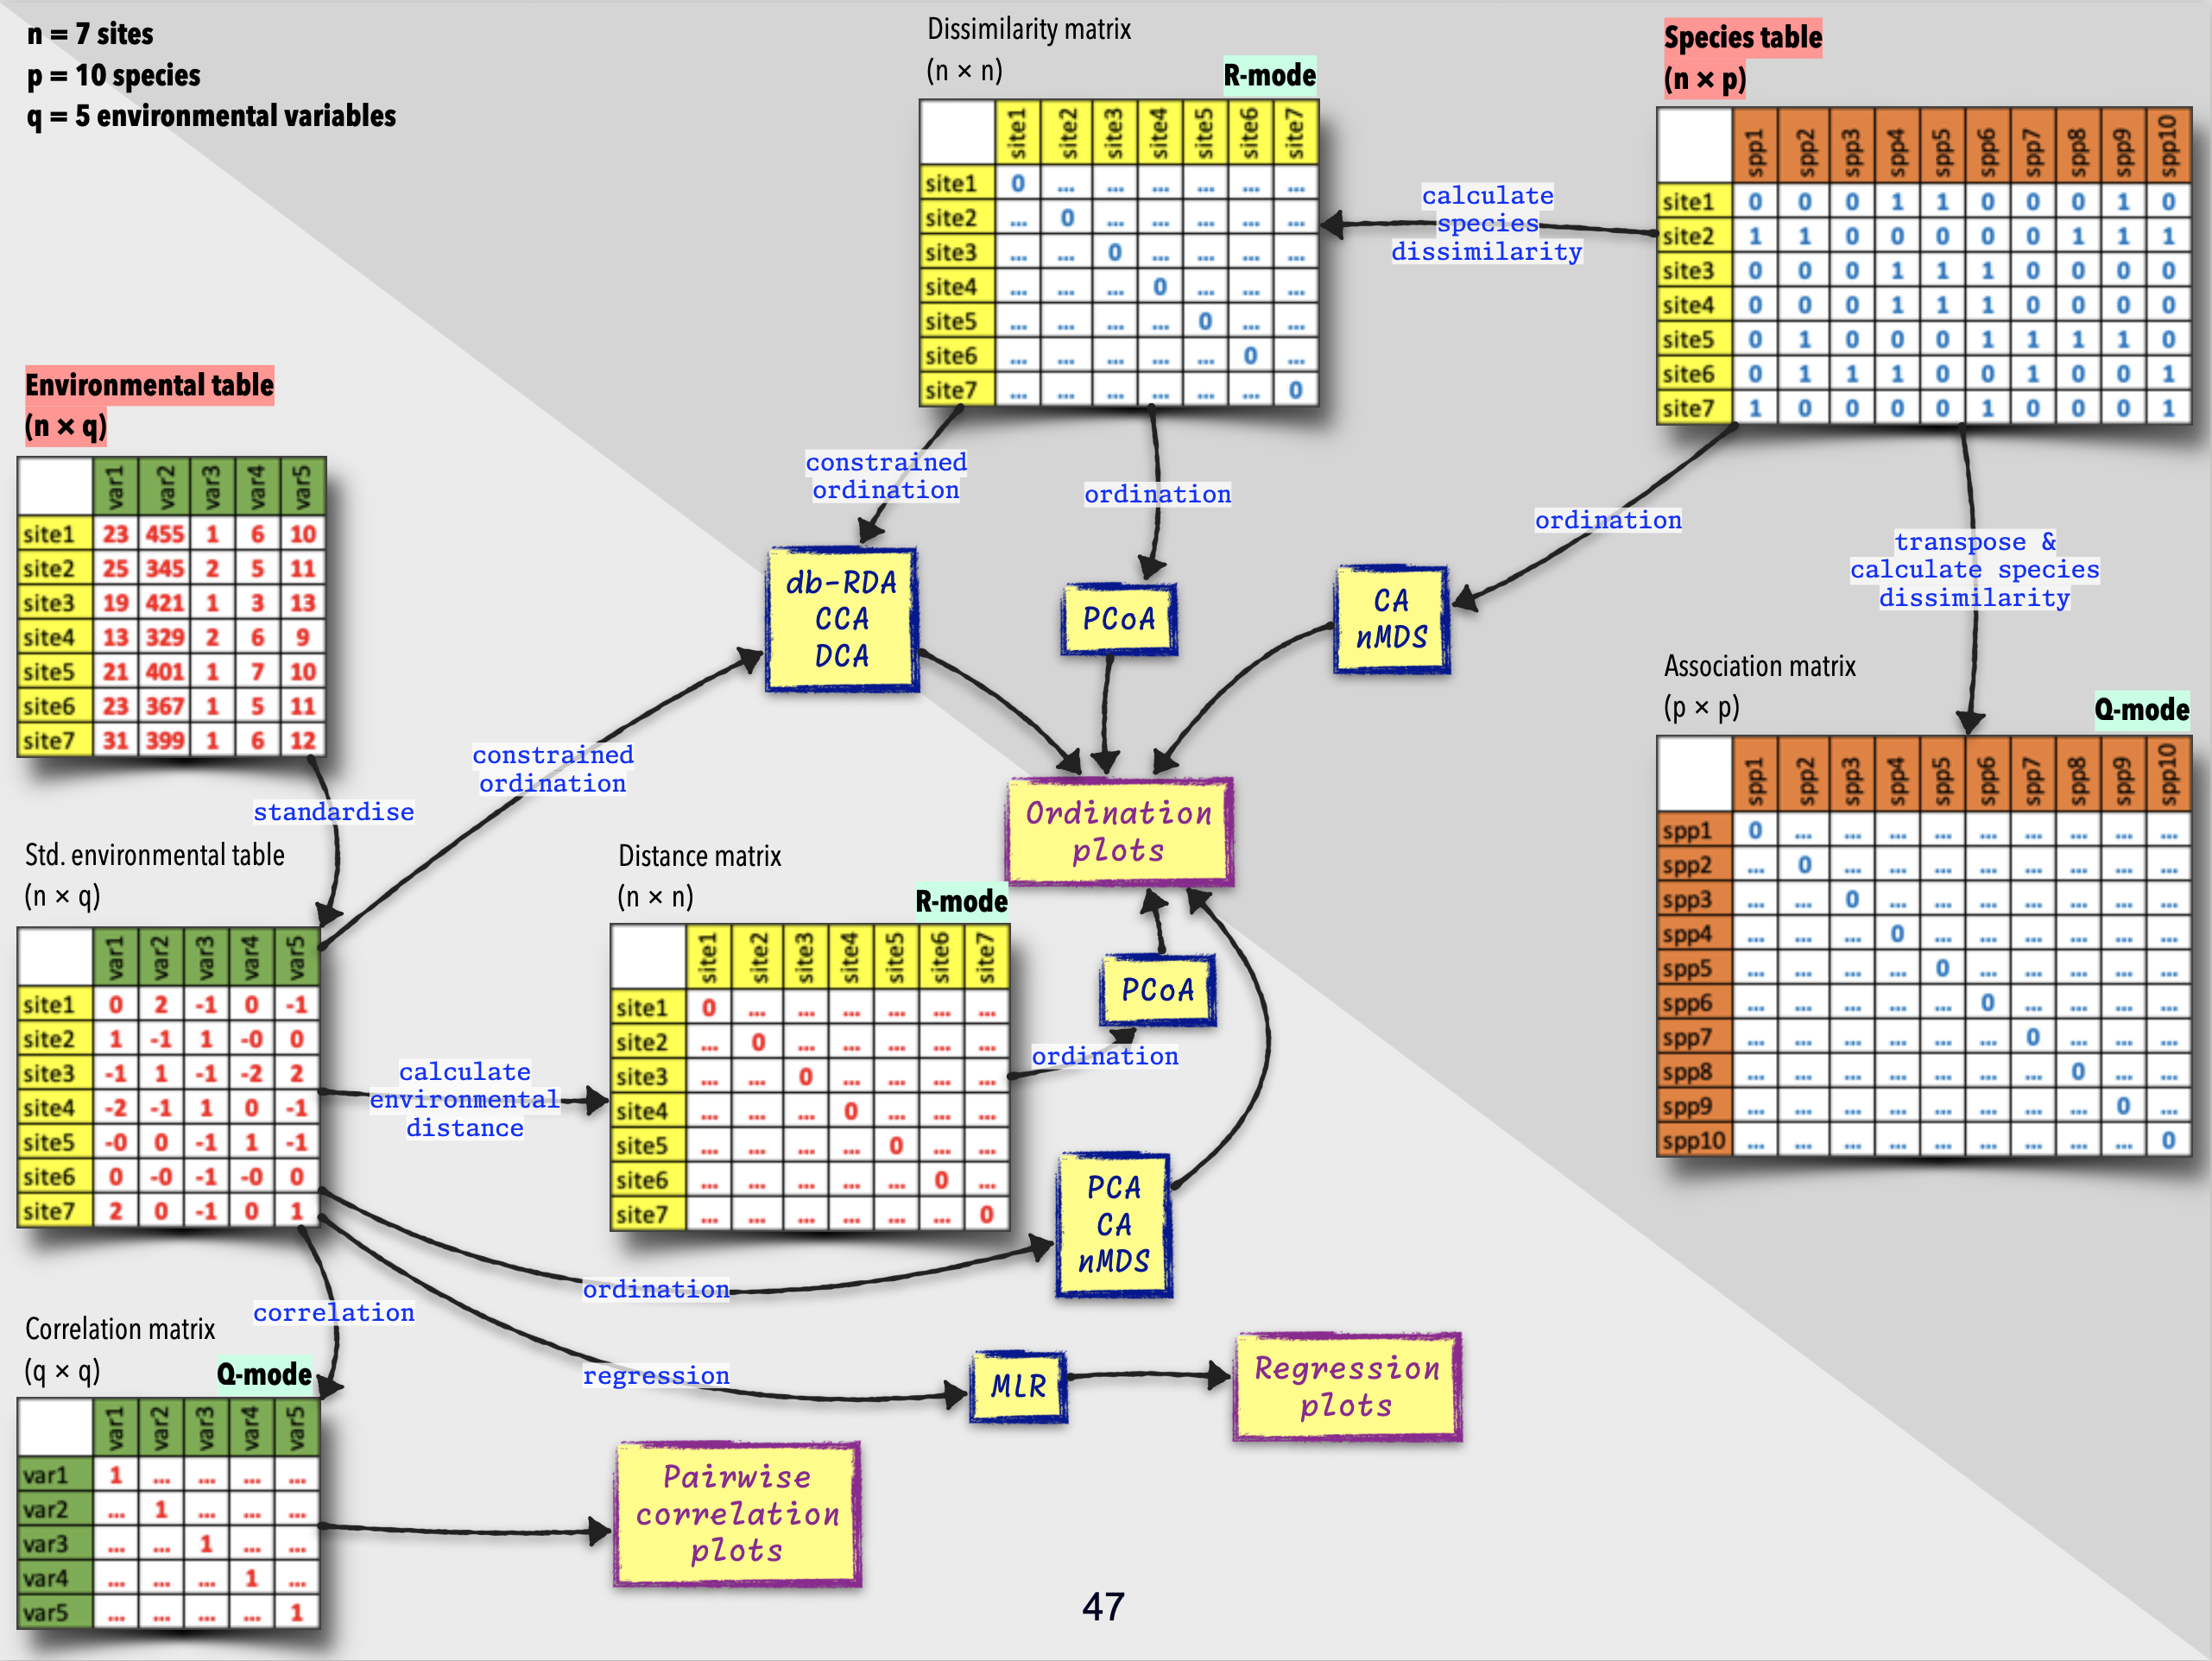 n = 7 sites
p = 10 species
q = 5 environmental variables
Dissimilarity matrix
(n × n)
R-mode
site1 site2 site3 site4 site5 site6 site7
site1 0 ... ... ... ... ... ...
site2 ... 0 ... ... ... ... ...
site3 ... ... 0 ... ... ... ...
site4 ... ... ... 0 ... ... ...
site5 ... ... ... ... 0 ... ...
site6 ... ... ... ... ... 0 ...
site7 ... ... ... ... ... ... 0
calculate
species
dissimilarity
Species table
(n × p)
spp1 spp2 spp3 spp4 spp5 spp6 spp7 spp8 spp9 spp10
site1 0 0 0 1 1 0 0 0 1 0
site2 1 1 0 0 0 0 0 1 1 1
site3 0 0 0 1 1 1 0 0 0 0
site4 0 0 0 1 1 1 0 0 0 0
site5 0 1 0 0 0 1 1 1 1 0
site6 0 1 1 1 0 0 1 0 0 1
site7 1 0 0 0 0 1 0 0 0 1
Environmental table
(n × q)
var1 var2 var3 var4 var5
site1 23 455 1 6 10
site2 25 345 2 5 11
site3 19 421 1 3 13
site4 13 329 2 6 9
site5 21 401 1 7 10
site6 23 367 1 5 11
site7 31 399 1 6 12
constrained
ordination
ordination
ordination
transpose &
calculate species
dissimilarity
db-RDA
CCA
DCA
PCoA
CA
nMDS
constrained
ordination
Ordination
plots
Association matrix
(p × p)
Q-mode
spp1 spp2 spp3 spp4 spp5 spp6 spp7 spp8 spp9 spp10
spp1 0 ... ... ... ... ... ... ... ... ...
spp2 ... 0 ... ... ... ... ... ... ... ...
spp3 ... ... 0 ... ... ... ... ... ... ...
spp4 ... ... ... 0 ... ... ... ... ... ...
spp5 ... ... ... ... 0 ... ... ... ... ...
spp6 ... ... ... ... ... 0 ... ... ... ...
spp7 ... ... ... ... ... ... 0 ... ... ...
spp8 ... ... ... ... ... ... ... 0 ... ...
spp9 ... ... ... ... ... ... ... ... 0 ...
spp10 ... ... ... ... ... ... ... ... ... 0
standardise
Std. environmental table
(n × q)
var1 var2 var3 var4 var5
site1 0 2 -1 0 -1
site2 1 -1 1 -0 0
site3 -1 1 -1 -2 2
site4 -2 -1 1 0 -1
site5 -0 0 -1 1 -1
site6 0 -0 -1 -0 0
site7 2 0 -1 0 1
calculate
environmental
distance
Distance matrix
(n × n)
R-mode
site1 site2 site3 site4 site5 site6 site7
site1 0 ... ... ... ... ... ...
site2 ... 0 ... ... ... ... ...
site3 ... ... 0 ... ... ... ...
site4 ... ... ... 0 ... ... ...
site5 ... ... ... ... 0 ... ...
site6 ... ... ... ... ... 0 ...
site7 ... ... ... ... ... ... 0
ordination
PCoA
PCA
CA
nMDS
ordination
regression
MLR
Regression
plots
correlation
Correlation matrix
(q × q)
Q-mode
var1 var2 var3 var4 var5
var1 1 ... ... ... ...
var2 ... 1 ... ... ...
var3 ... ... 1 ... ...
var4 ... ... ... 1 ...
var5 ... ... ... ... 1
Pairwise
correlation
plots
47